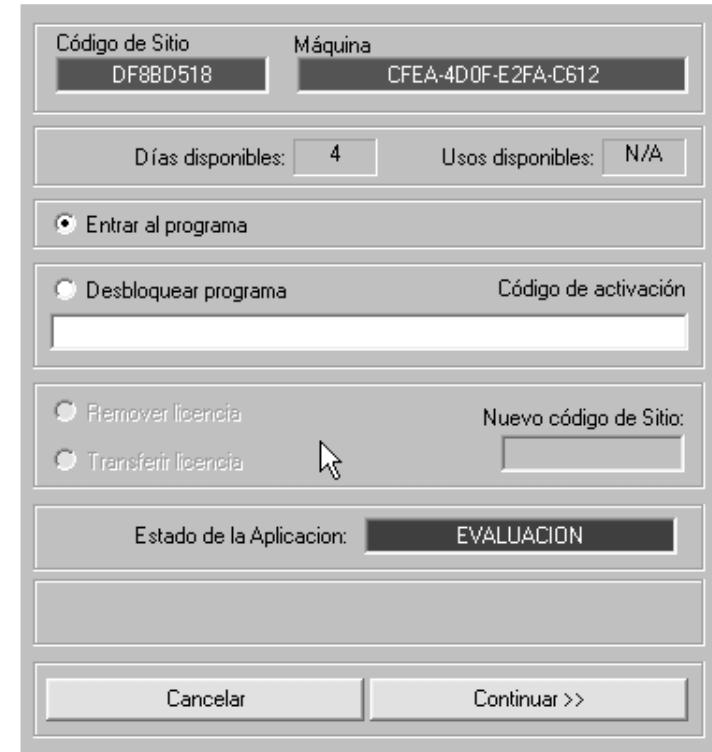 Código de Sitio Máquina
DF8BD518 CFEA-4D0F-E2FA-C612
Días disponibles: 4 Usos disponibles: N/A
Entrar al programa
Desbloquear programa Código de activación
Remover licencia
Nuevo código de Sitio:
Transferir licencia
Estado de la Aplicacion: EVALUACION
Cancelar Continuar >>